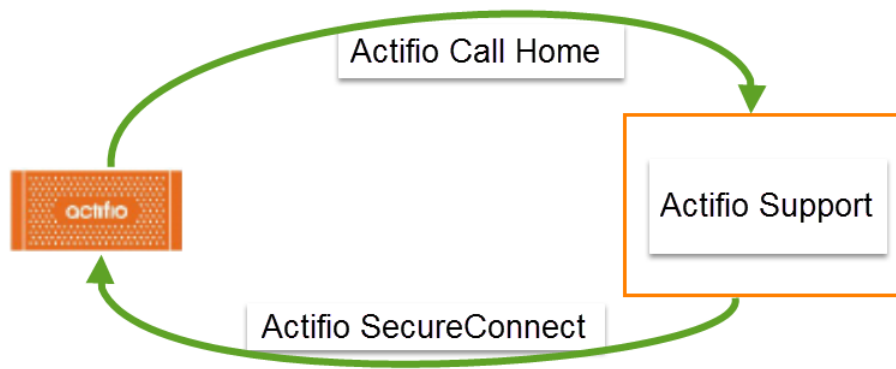 Actifio Call Home
actifio
Actifio Support
Actifio SecureConnect